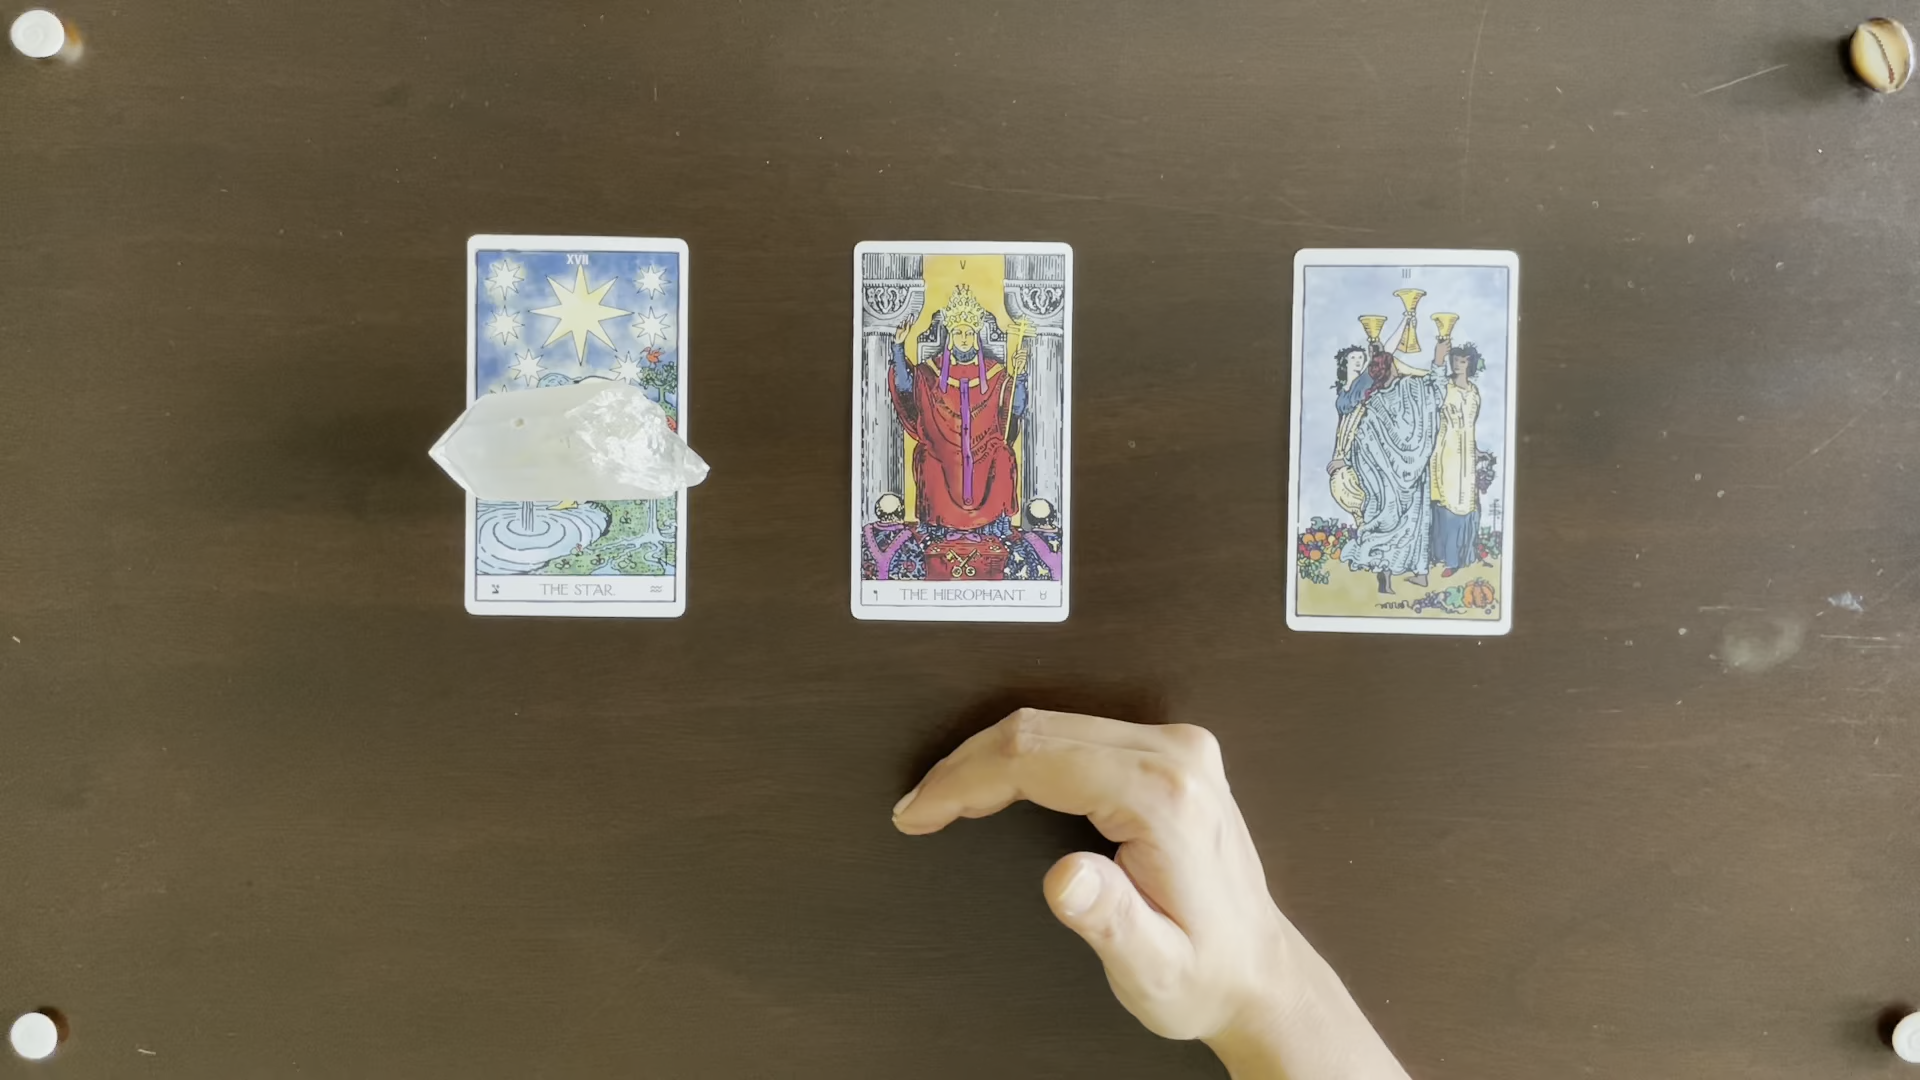 XVII
THE STAR
V
THE HIEROPHANT
III